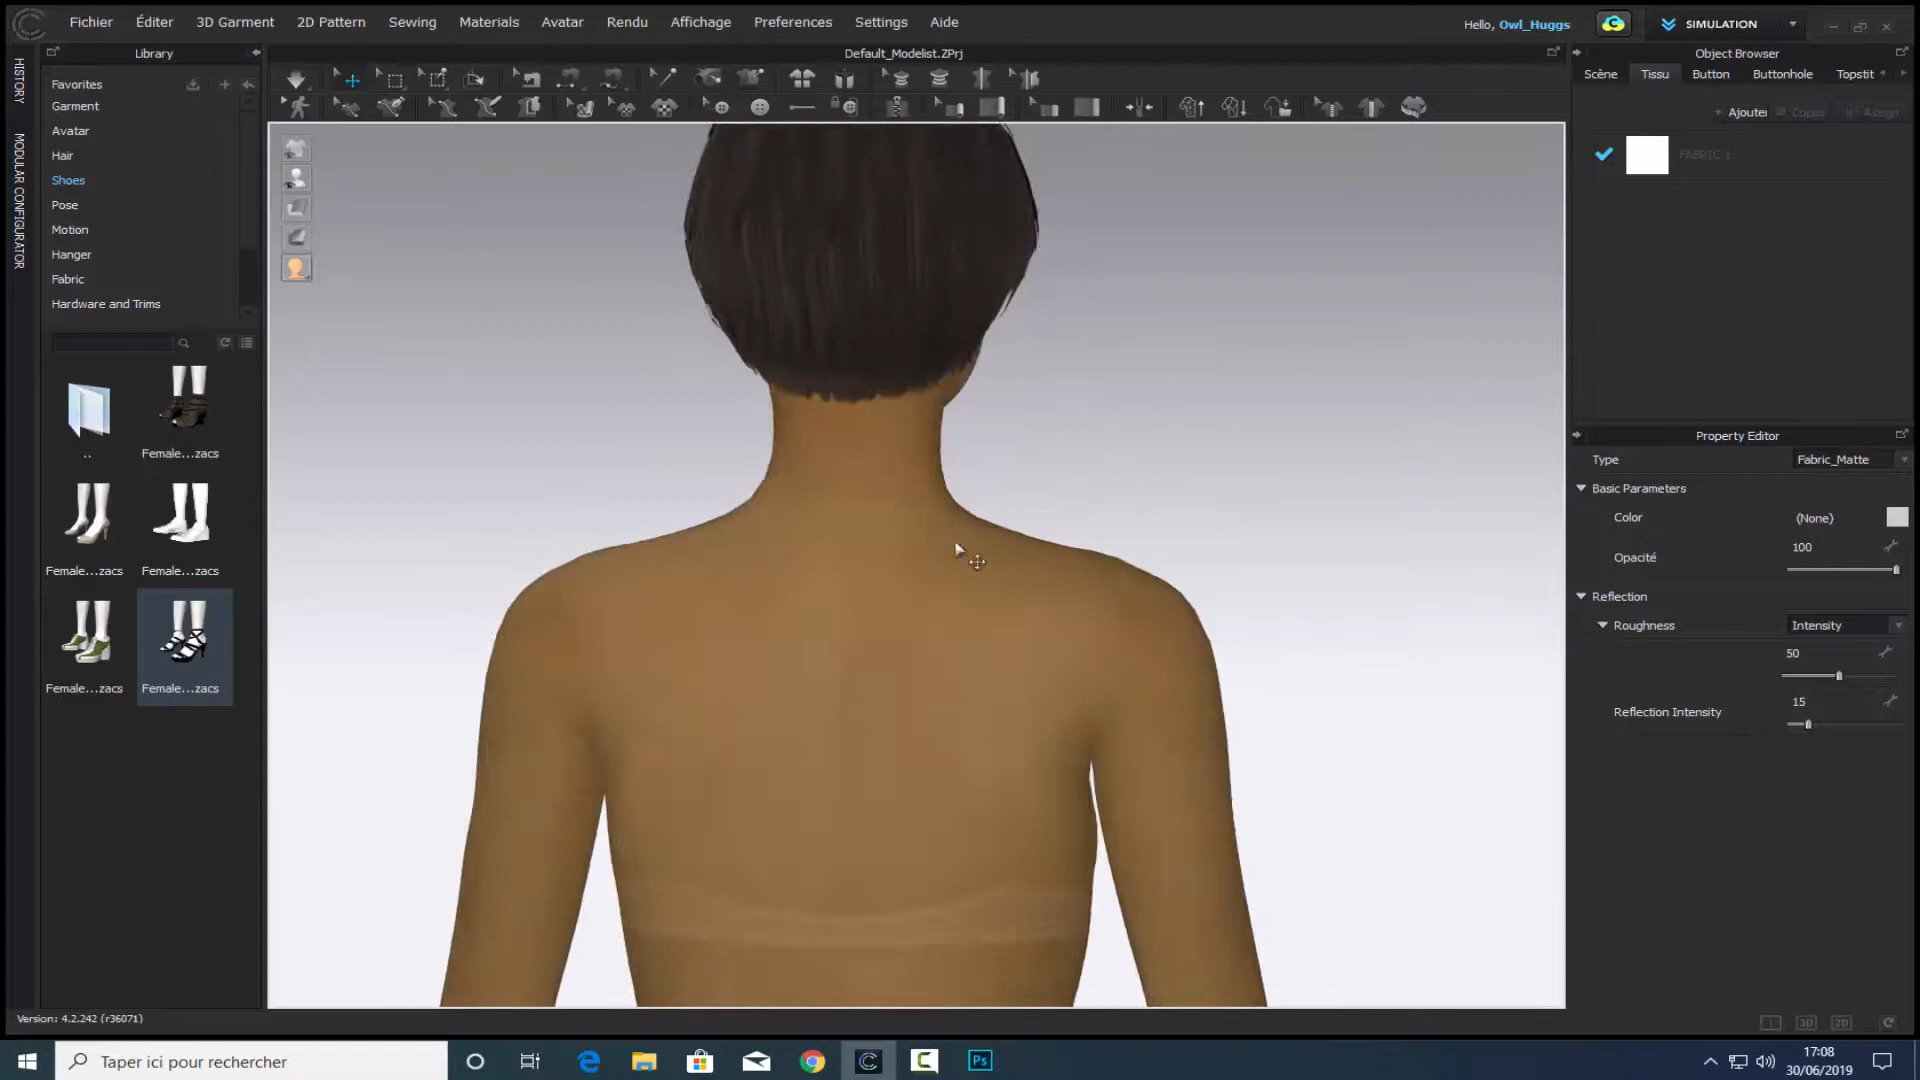 Fichier Éditer 3D Garment 2D Pattern Sewing Materials Avatar Rendu Affichage Preferences Settings Aide
Hello, Owl_Huggs
SIMULATION
Library
Default_Modelist.ZPrj
Object Browser
HISTORY
MODULAR CONFIGURATOR
Favorites
Garment
Avatar
Hair
Shoes
Pose
Motion
Hanger
Fabric
Hardware and Trims
..
Female...zacs
Female...zacs
Female...zacs
Female...zacs
Female...zacs
Scène Tissu Button Buttonhole Topstit
+ Ajouter Copier Assign
FABRIC 1
Property Editor
Type Fabric_Matte
Basic Parameters
Color (None)
Opacité 100
Reflection
Roughness Intensity
50
Reflection Intensity 15
Version: 4.2.242 (r36071)
3D 2D
Taper ici pour rechercher
Ps
17:08
30/06/2019